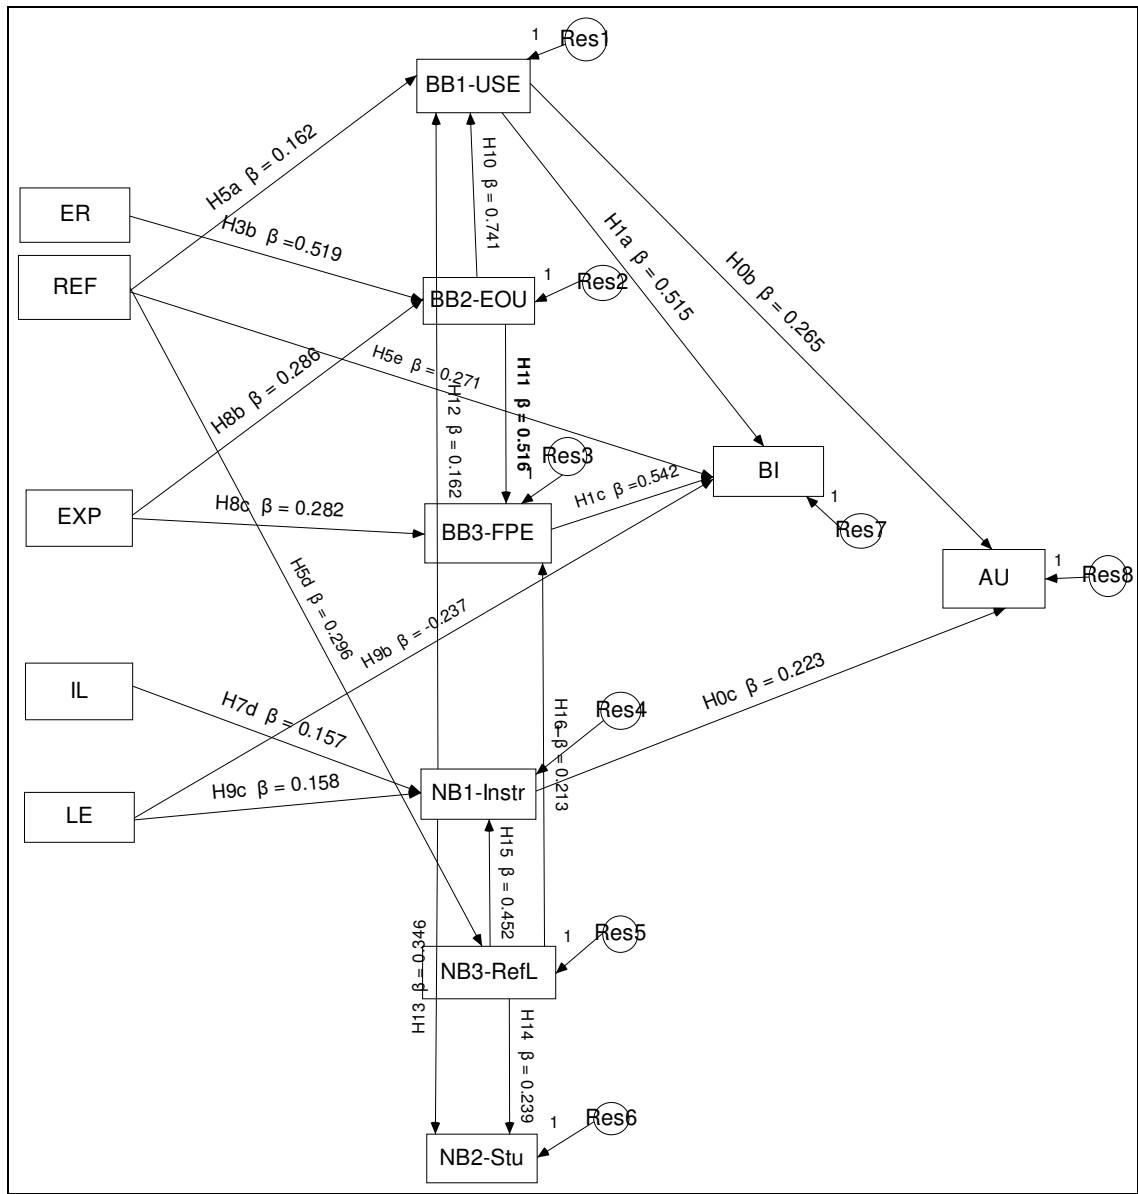 1
Res1
BB1-USE
H5a  β = 0.162
H10  β = 0.741
ER
H3b  β =0.519
H1a  β = 0.515
H0b  β = 0.265
REF
1
Res2
BB2-EOU
H5e  β = 0.271
H8b  β = 0.286
H12  β = 0.162
H11  β = 0.516
1
Res3
BI
EXP
H8c  β = 0.282
H1c  β =0.542
1
Res7
BB3-FPE
AU
1
Res8
H5d  β = 0.296
H9b  β = -0.237
IL
H7d  β = 0.157
H0c  β = 0.223
H16  β = 0.213
1
Res4
LE
H9c  β = 0.158
NB1-Instr
H15  β = 0.452
1
Res5
NB3-RefL
H13  β = 0.346
H14  β = 0.239
1
Res6
NB2-Stu